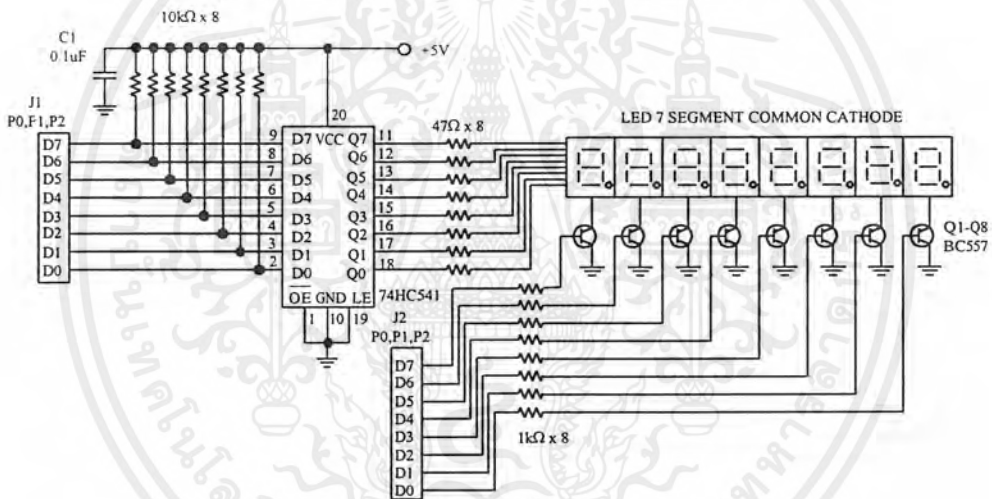 10kΩ x 8
C1
0.1uF
+5V
J1
P0,P1,P2
D7
D6
D5
D4
D3
D2
D1
D0
20
9
8
7
6
5
4
3
2
D7 VCC Q7
D6 Q6
D5 Q5
D4 Q4
D3 Q3
D2 Q2
D1 Q1
D0 Q0
OE GND LE
11
12
13
14
15
16
17
18
74HC541
1 10 19
47Ω x 8
LED 7 SEGMENT COMMON CATHODE
Q1-Q8
BC557
J2
P0,P1,P2
D7
D6
D5
D4
D3
D2
D1
D0
1kΩ x 8